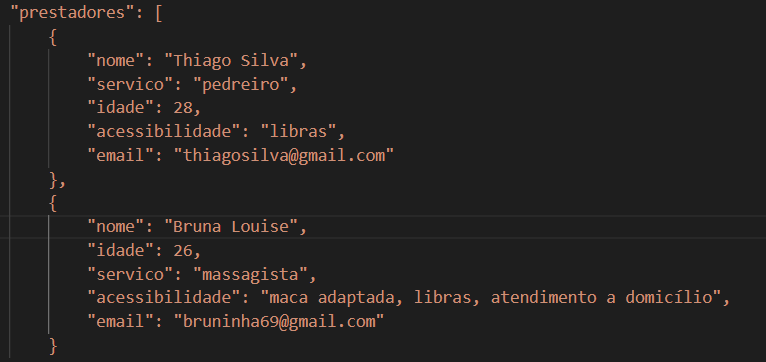 "prestadores": [
{
"nome": "Thiago Silva",
"servico": "pedreiro",
"idade": 28,
"acessibilidade": "libras",
"email": "thiagosilva@gmail.com"
},
{
"nome": "Bruna Louise",
"idade": 26,
"servico": "massagista",
"acessibilidade": "maca adaptada, libras, atendimento a domicílio",
"email": "bruninha69@gmail.com"
}